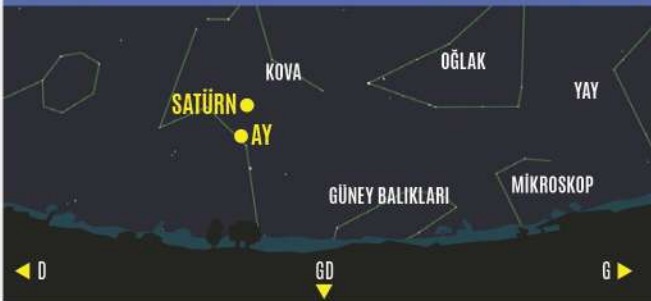 OĞLAK
KOVA
YAY
SATÜRN
AY
MİKROSKOP
GÜNEY BALIKLARI
D
GD
G